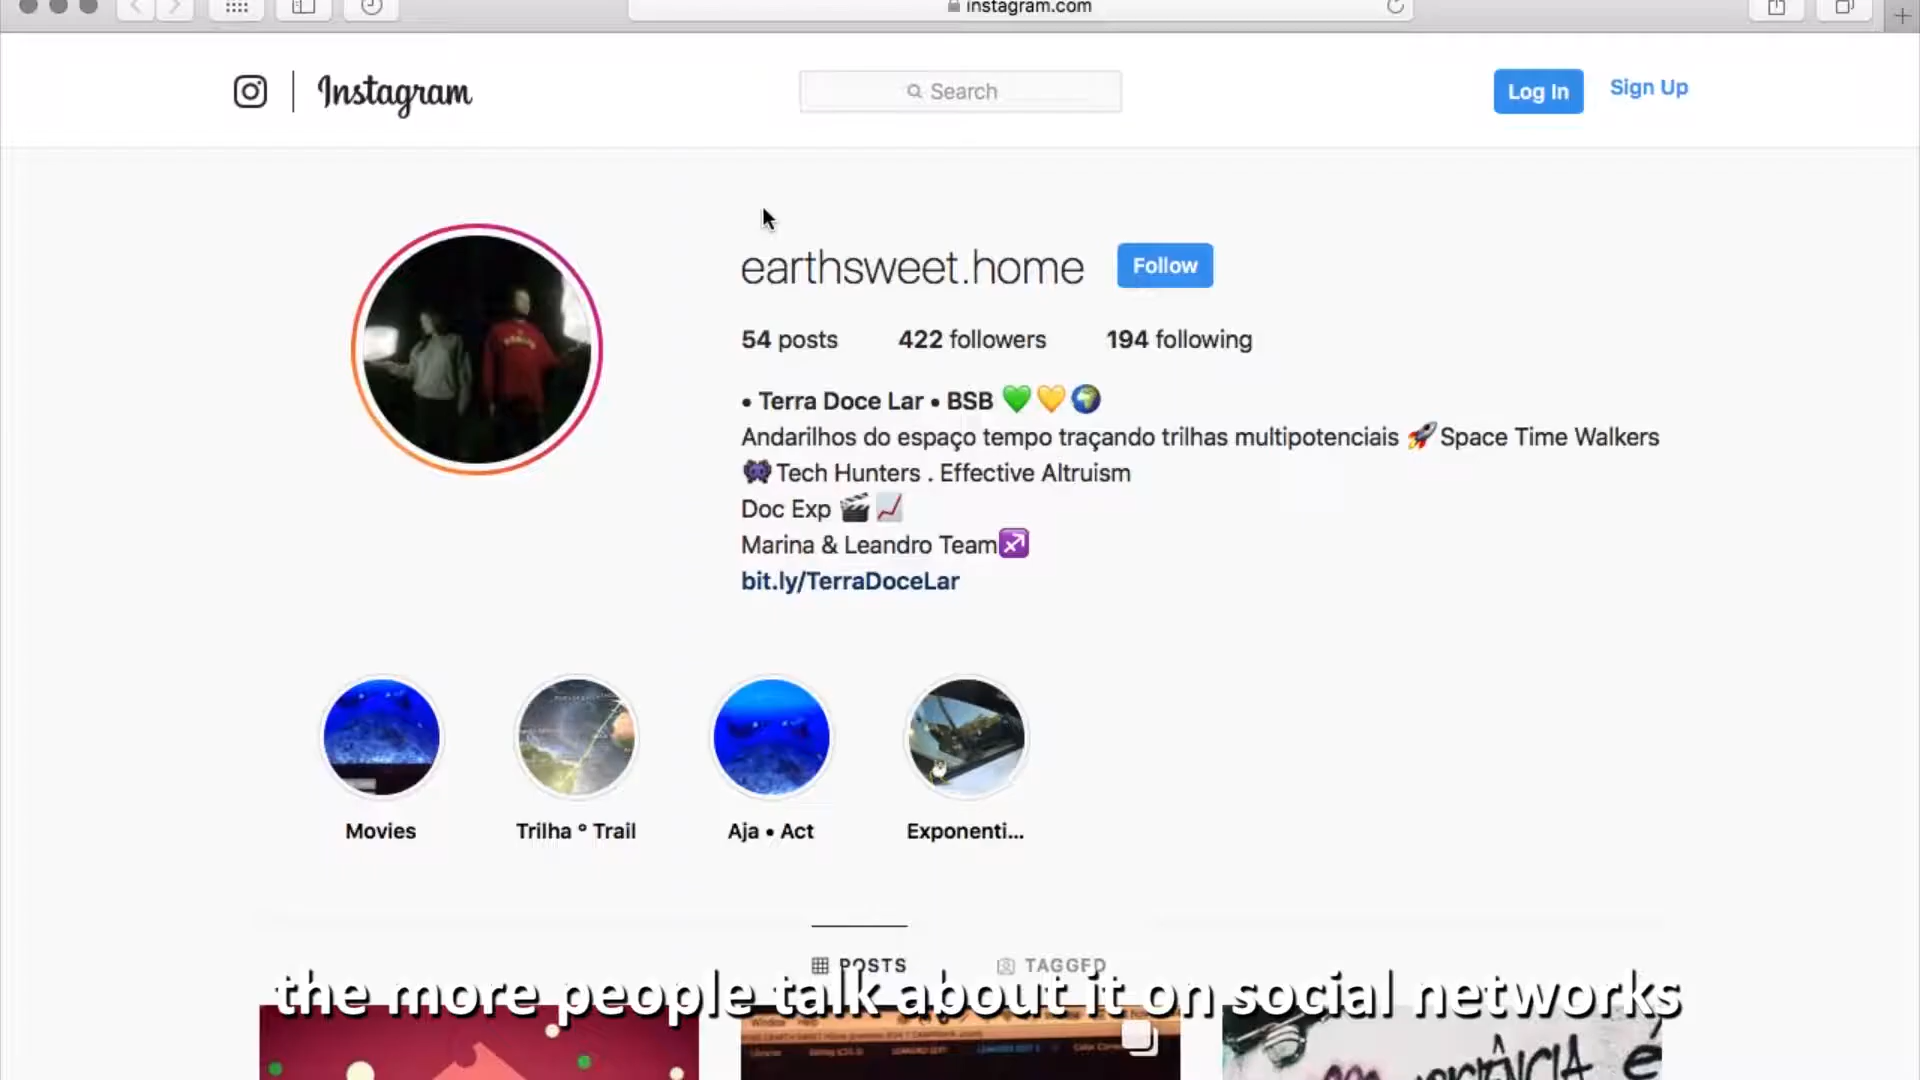 instagram.com
Instagram
Search
Log In
Sign Up
earthsweet.home
Follow
54 posts
422 followers
194 following
• Terra Doce Lar • BSB 💚💛🌍
Andarilhos do espaço tempo traçando trilhas multipotenciais 🚀Space Time Walkers
👾Tech Hunters . Effective Altruism
Doc Exp 🎬📈
Marina & Leandro Team♐
bit.ly/TerraDoceLar
Movies
Trilha ° Trail
Aja • Act
Exponenti...
POSTS
TAGGED
the more people talk about it on social networks
Window Help